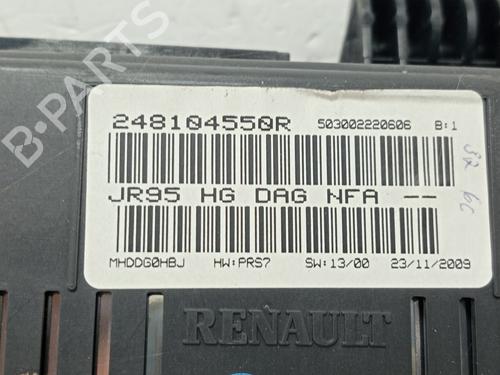 248104550R 503002220606 B:1
JR95 HG DAG NFA --
MHDDG0HBJ HW:PRS7 SW:13/00 23/11/2009
RENAULT
B-PARTS